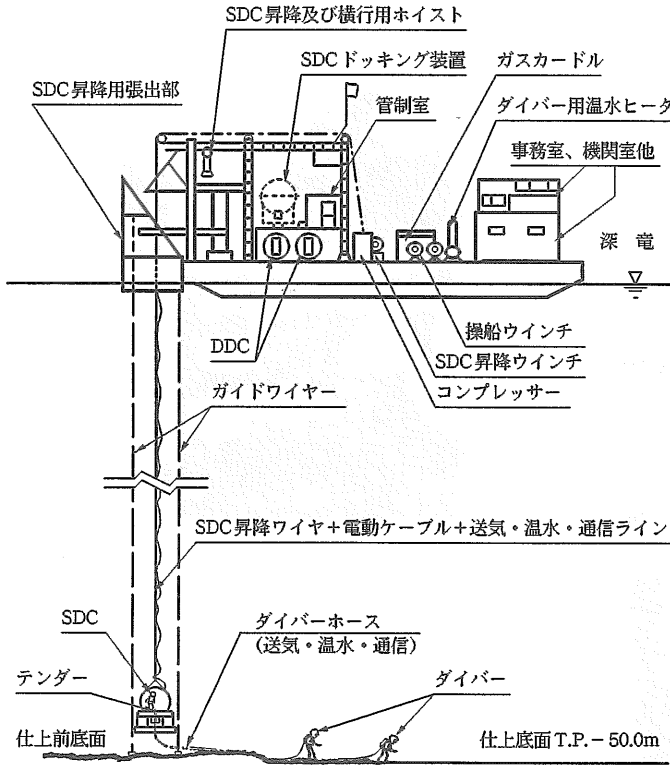 SDC昇降及び横行用ホイスト
SDCドッキング装置
ガスカードル
SDC昇降用張出部
管制室
ダイバー用温水ヒータ
事務室、機関室他
深 竜
操船ウインチ
DDC
SDC昇降ウインチ
コンプレッサー
ガイドワイヤー
SDC昇降ワイヤ+電動ケーブル+送気・温水・通信ライン
SDC
ダイバーホース
(送気・温水・通信)
テンダー
ダイバー
仕上前底面
仕上底面T.P.-50.0m